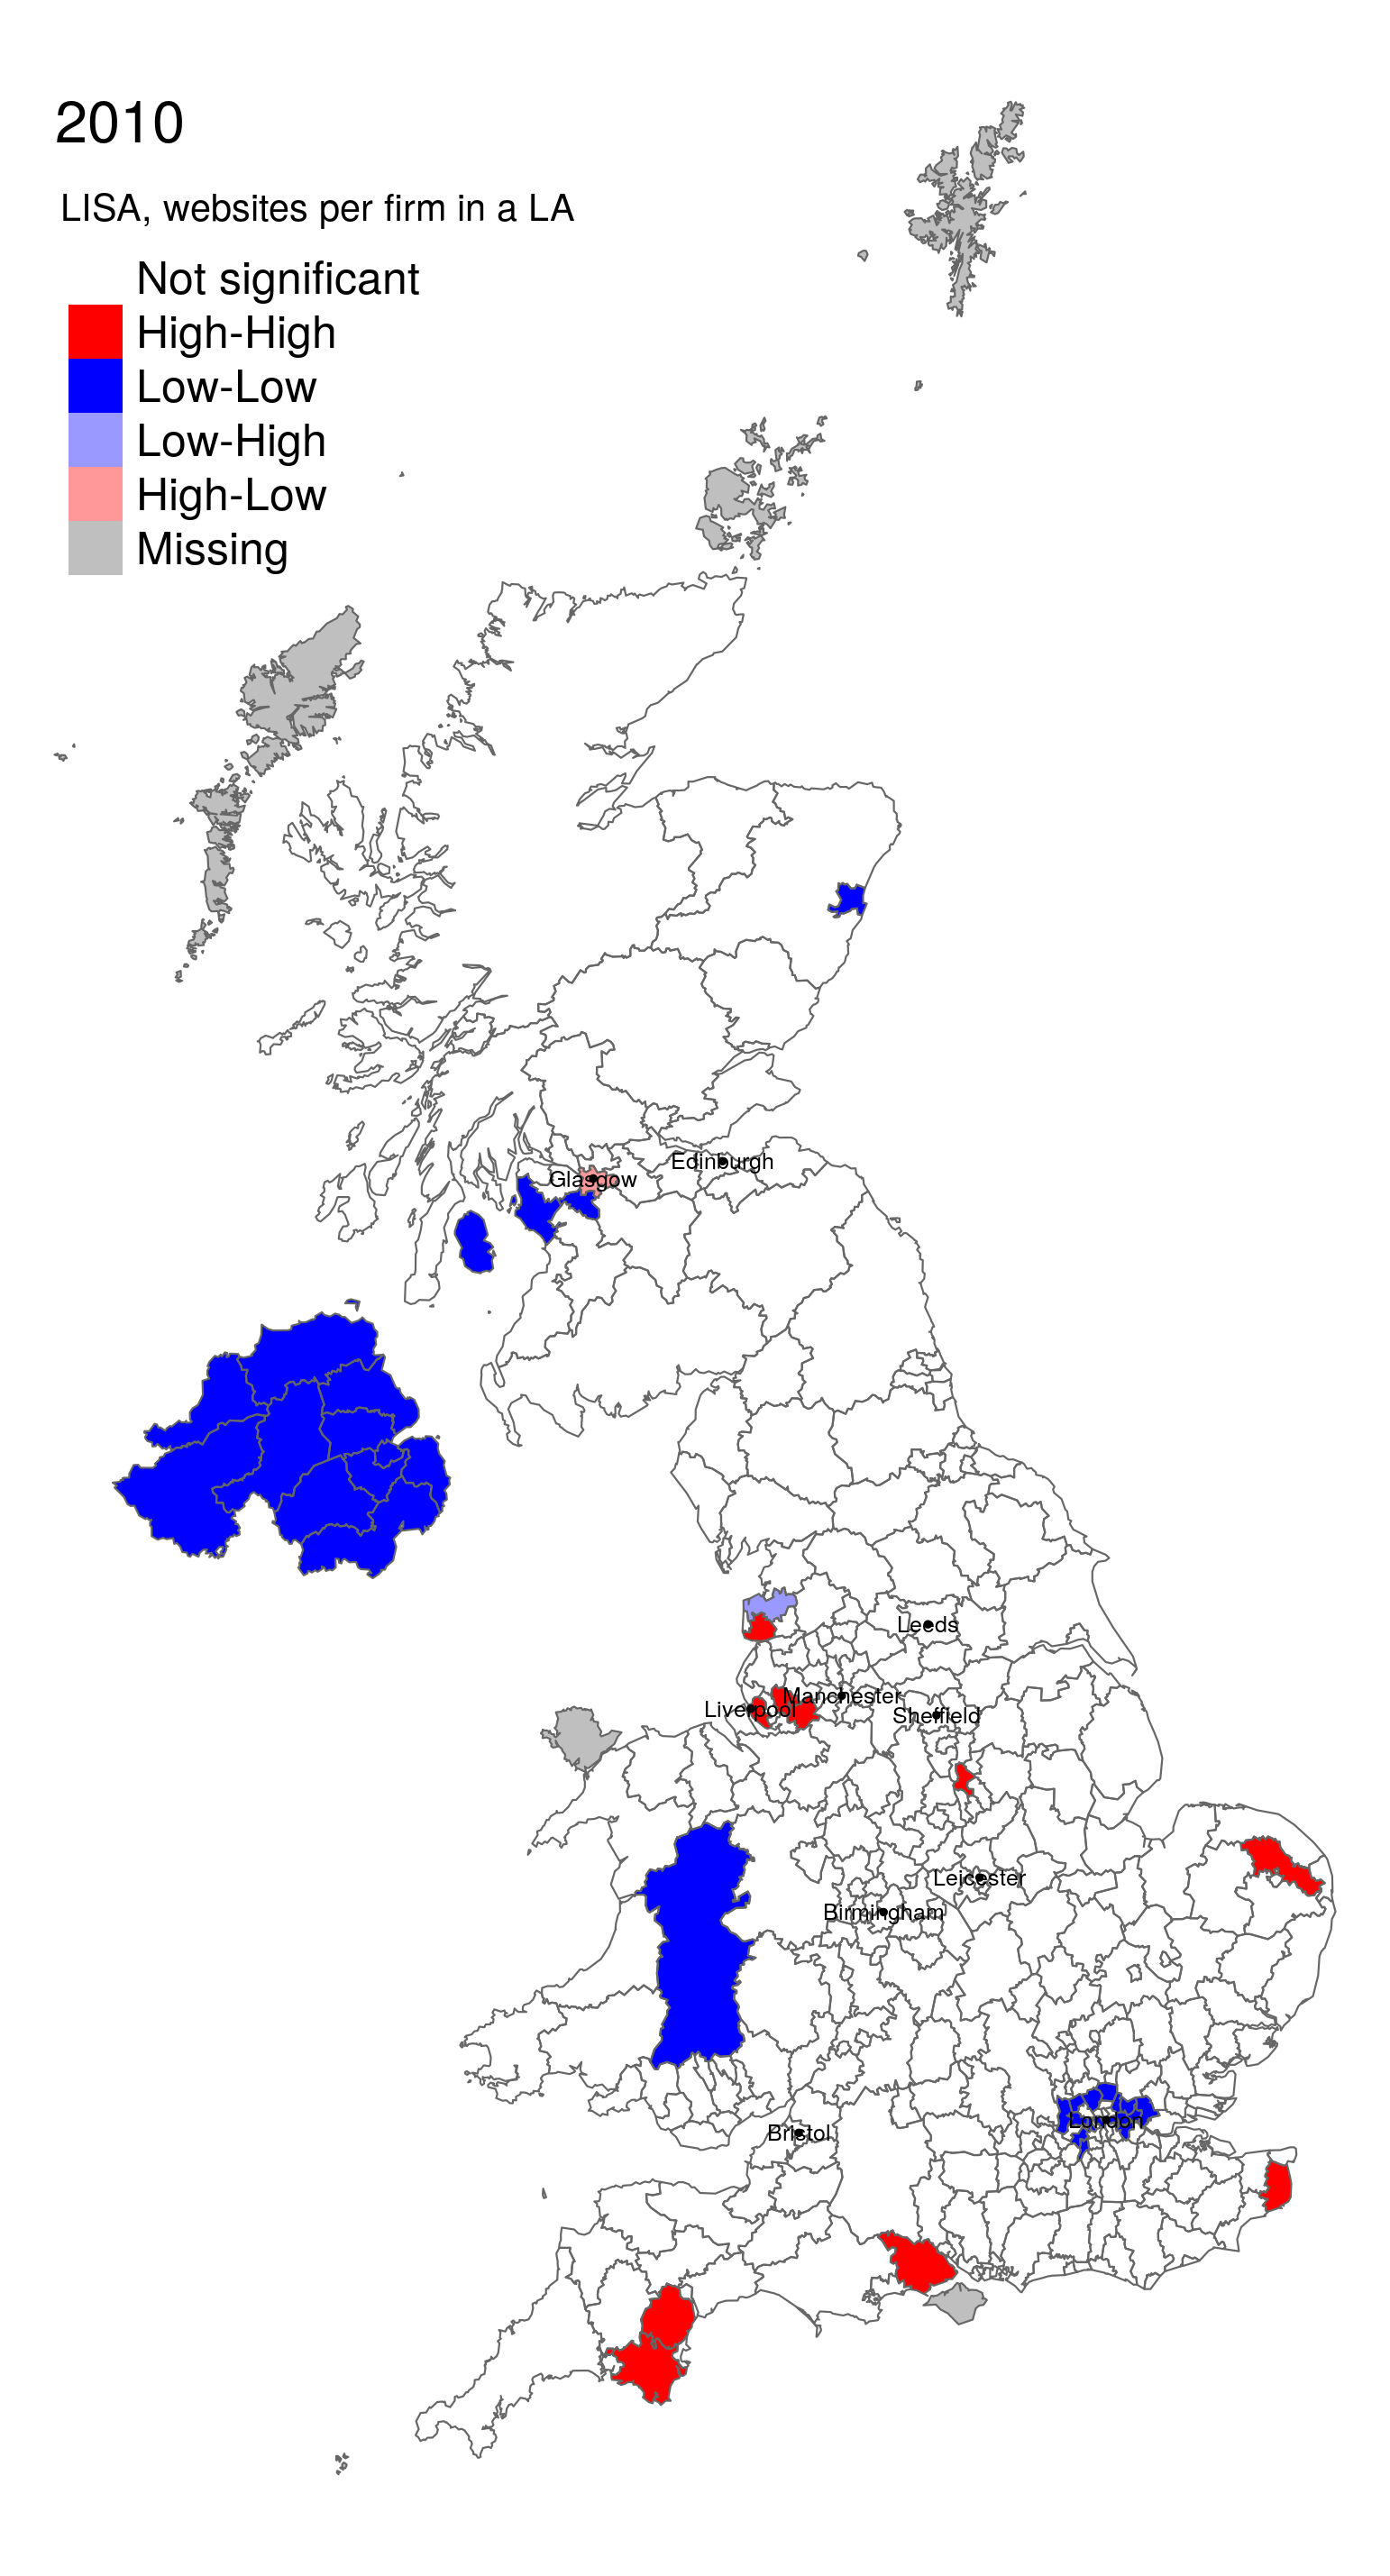 2010
LISA, websites per firm in a LA
Not significant
High-High
Low-Low
Low-High
High-Low
Missing
Edinburgh
Glasgow
Leeds
Manchester
Liverpool
Sheffield
Leicester
Birmingham
London
Bristol